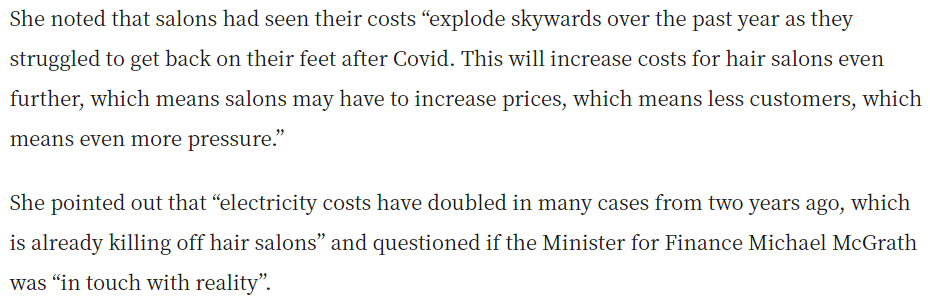 She noted that salons had seen their costs “explode skywards over the past year as they
struggled to get back on their feet after Covid. This will increase costs for hair salons even
further, which means salons may have to increase prices, which means less customers, which
means even more pressure.”
She pointed out that “electricity costs have doubled in many cases from two years ago, which
is already killing off hair salons” and questioned if the Minister for Finance Michael McGrath
was “in touch with reality”.